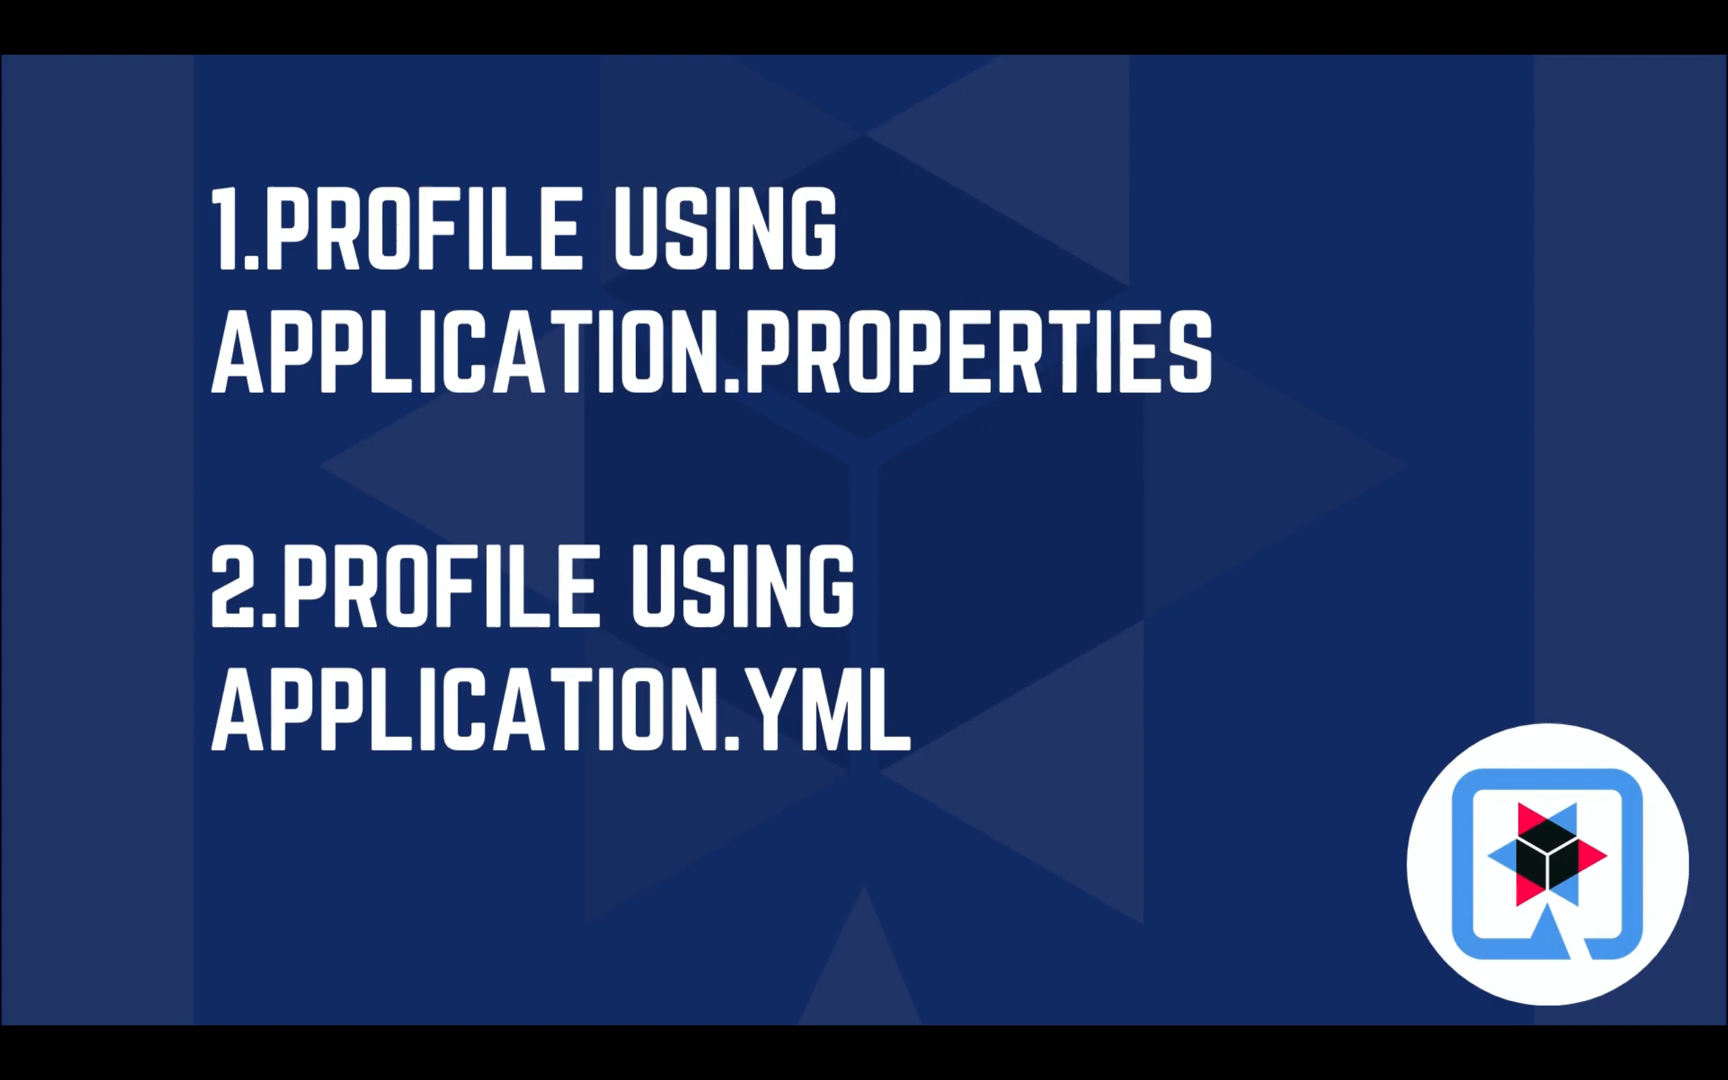 1.PROFILE USING
APPLICATION.PROPERTIES
2.PROFILE USING
APPLICATION.YML